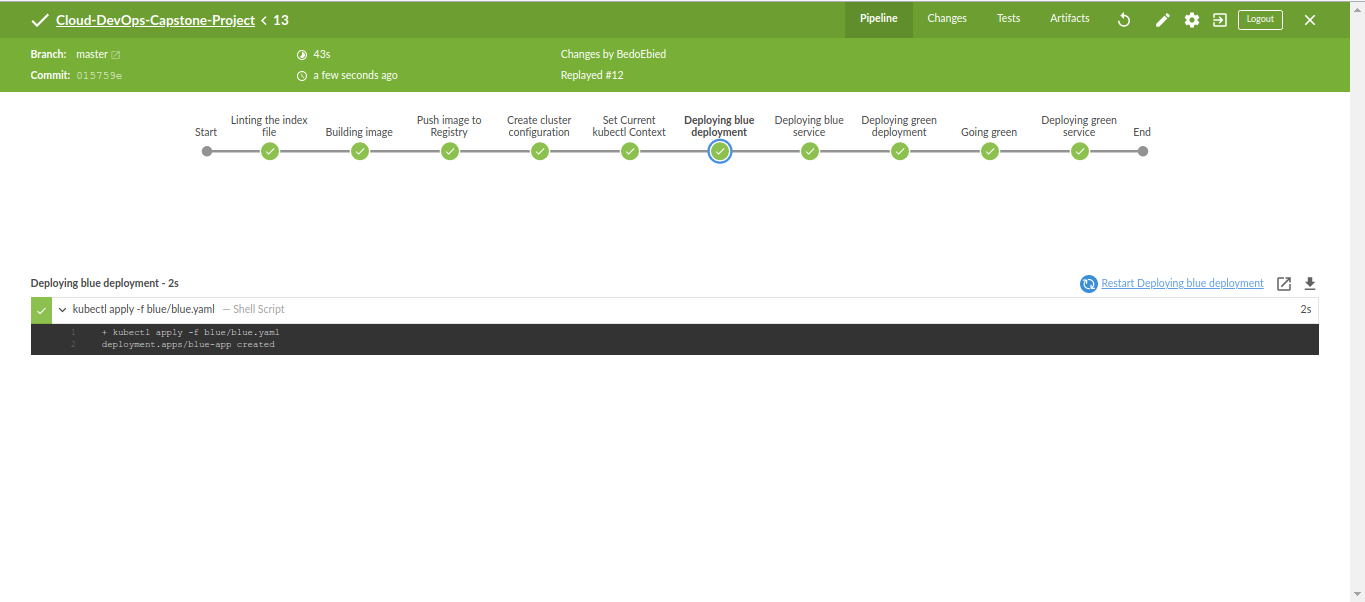 Cloud-DevOps-Capstone-Project < 13
Pipeline Changes Tests Artifacts Logout
Branch: master 43s Changes by BedoEbied
Commit: 015759e a few seconds ago Replayed #12
Start
Linting the index file
Building image
Push image to Registry
Create cluster configuration
Set Current kubectl Context
Deploying blue deployment
Deploying blue service
Deploying green deployment
Going green
Deploying green service
End
Deploying blue deployment - 2s Restart Deploying blue deployment
kubectl apply -f blue/blue.yaml — Shell Script 2s
1 + kubectl apply -f blue/blue.yaml
2 deployment.apps/blue-app created